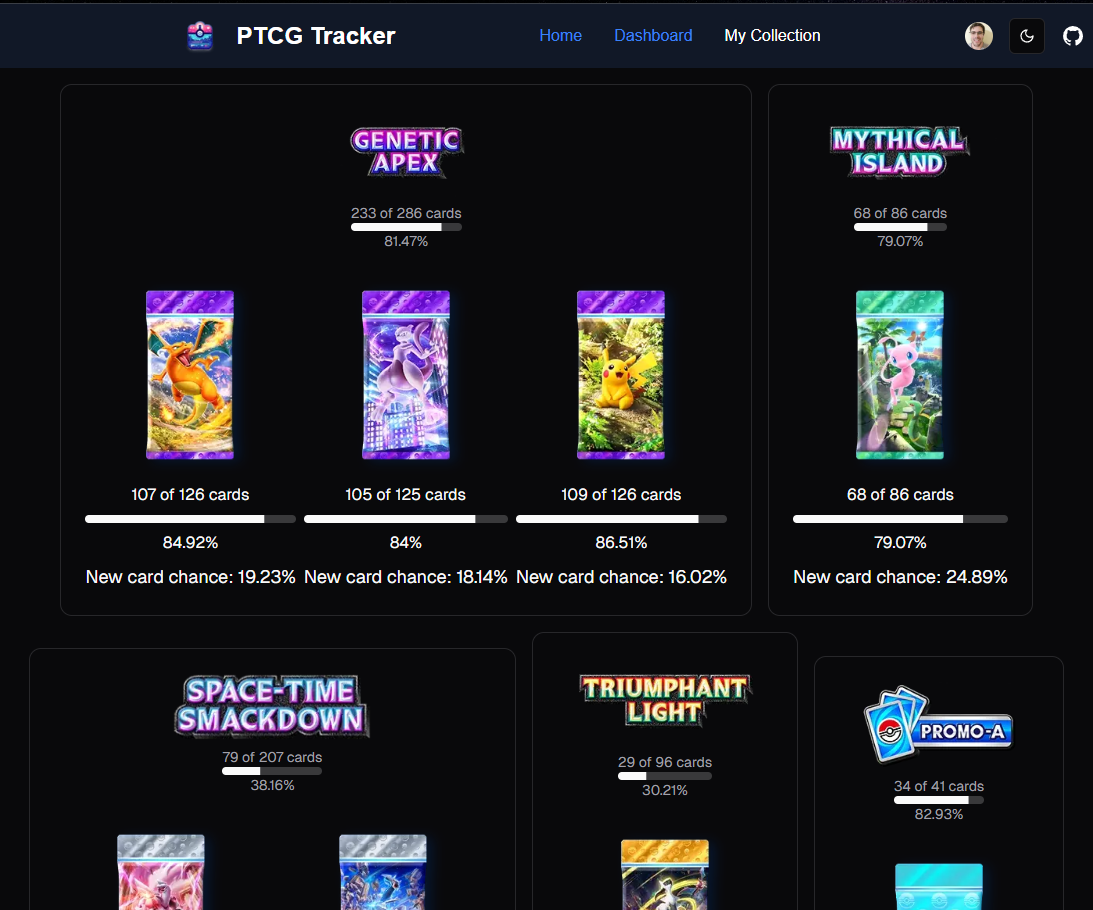 PTCG Tracker
Home
Dashboard
My Collection
GENETIC
APEX
233 of 286 cards
81.47%
107 of 126 cards
84.92%
New card chance: 19.23%
105 of 125 cards
84%
New card chance: 18.14%
109 of 126 cards
86.51%
New card chance: 16.02%
MYTHICAL
ISLAND
68 of 86 cards
79.07%
68 of 86 cards
79.07%
New card chance: 24.89%
SPACE-TIME
SMACKDOWN
79 of 207 cards
38.16%
TRIUMPHANT
LIGHT
29 of 96 cards
30.21%
PROMO-A
34 of 41 cards
82.93%